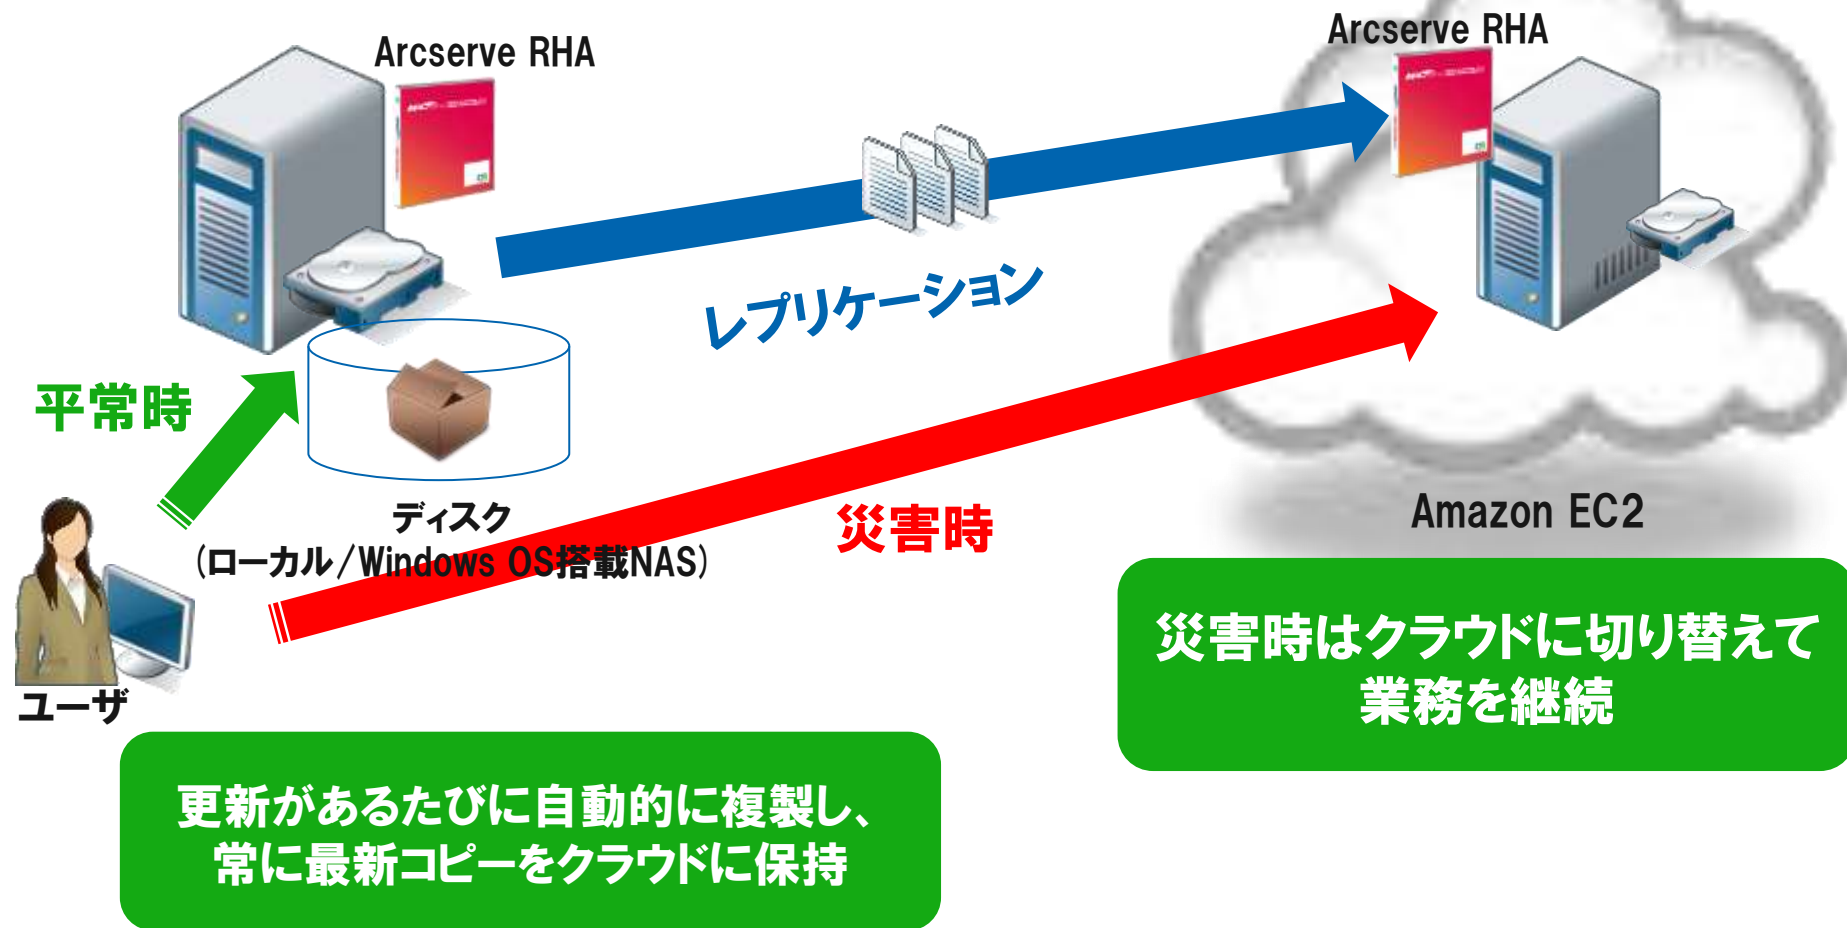 Arcserve RHA
Arcserve RHA
レプリケーション
平常時
ディスク
(ローカル/Windows OS搭載NAS)
災害時
Amazon EC2
ユーザ
災害時はクラウドに切り替えて
業務を継続
更新があるたびに自動的に複製し、
常に最新コピーをクラウドに保持